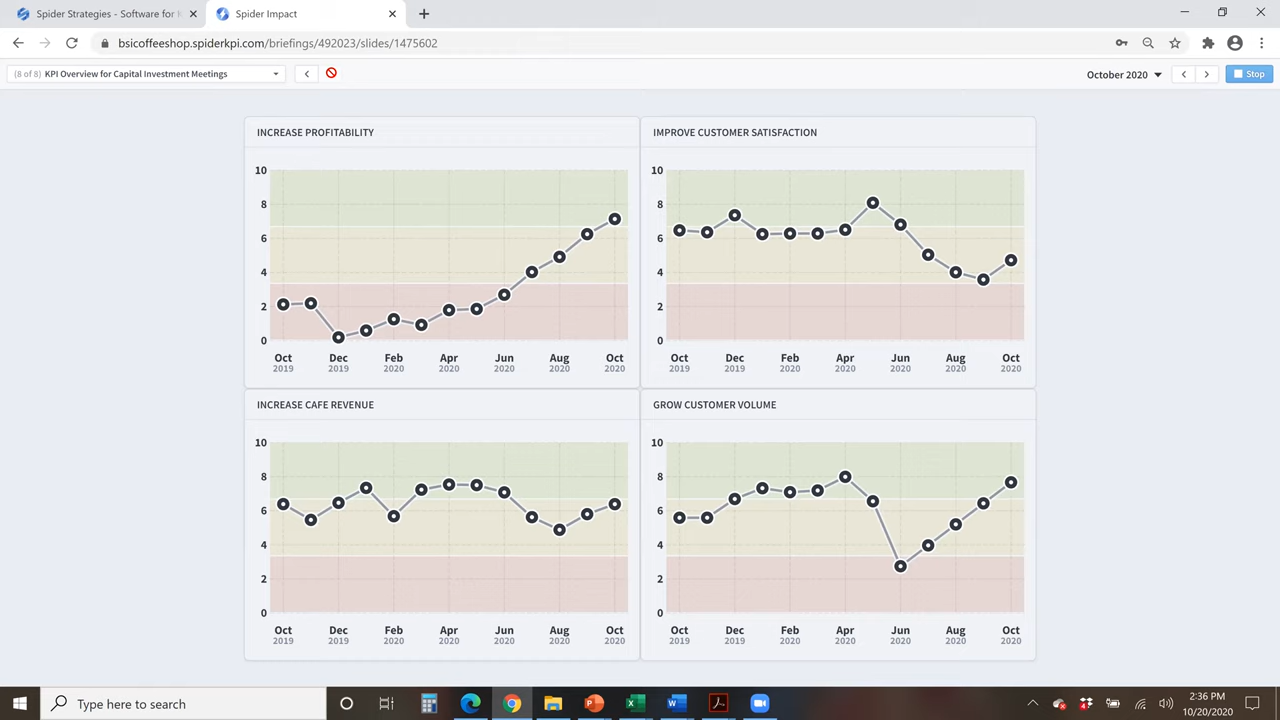 Spider Strategies - Software for
Spider Impact
bsicoffeeshop.spiderkpi.com/briefings/492023/slides/1475602
(8 of 8) KPI Overview for Capital Investment Meetings
October 2020
Stop
INCREASE PROFITABILITY
10
8
6
4
2
0
Oct Dec Feb Apr Jun Aug Oct
2019 2019 2020 2020 2020 2020 2020
IMPROVE CUSTOMER SATISFACTION
10
8
6
4
2
0
Oct Dec Feb Apr Jun Aug Oct
2019 2019 2020 2020 2020 2020 2020
INCREASE CAFE REVENUE
10
8
6
4
2
0
Oct Dec Feb Apr Jun Aug Oct
2019 2019 2020 2020 2020 2020 2020
GROW CUSTOMER VOLUME
10
8
6
4
2
0
Oct Dec Feb Apr Jun Aug Oct
2019 2019 2020 2020 2020 2020 2020
Type here to search
2:36 PM
10/20/2020